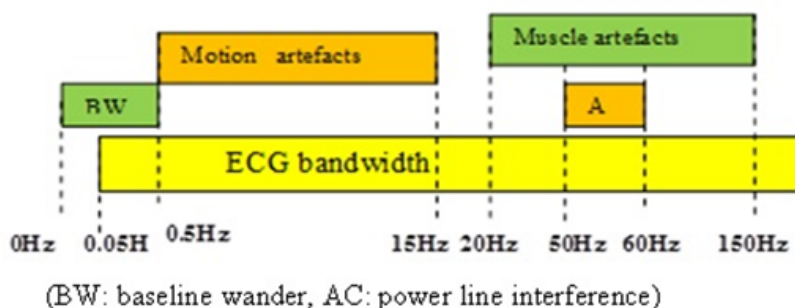 Motion artefacts
Muscle artefacts
BW
A
ECG bandwidth
0Hz 0.05H 0.5Hz 15Hz 20Hz 50Hz 60Hz 150Hz
(BW: baseline wander, AC: power line interference)